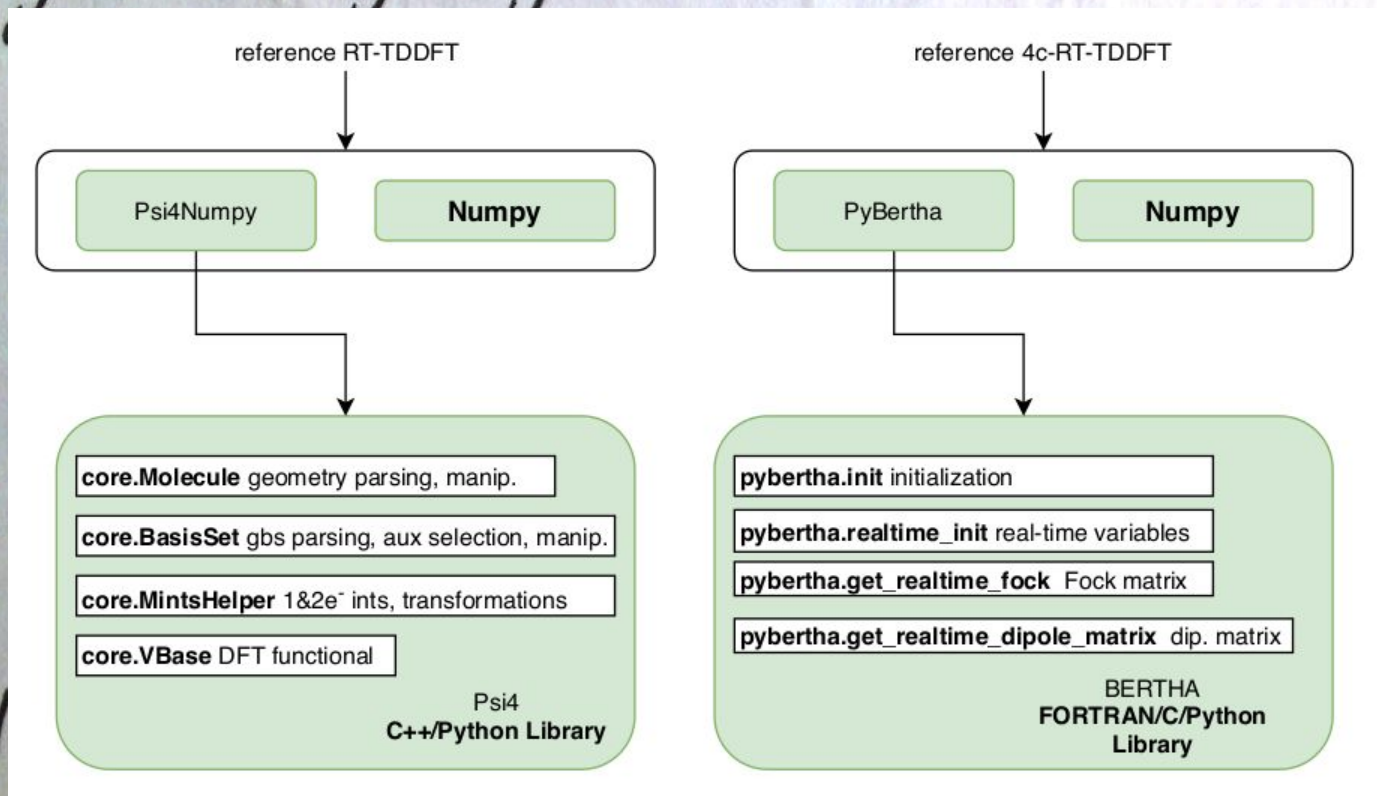 reference RT-TDDFT
Psi4Numpy
Numpy
core.Molecule geometry parsing, manip.
core.BasisSet gbs parsing, aux selection, manip.
core.MintsHelper 1&2e⁻ ints, transformations
core.VBase DFT functional
Psi4
C++/Python Library
reference 4c-RT-TDDFT
PyBertha
Numpy
pybertha.init initialization
pybertha.realtime_init real-time variables
pybertha.get_realtime_fock Fock matrix
pybertha.get_realtime_dipole_matrix dip. matrix
BERTHA
FORTRAN/C/Python
Library